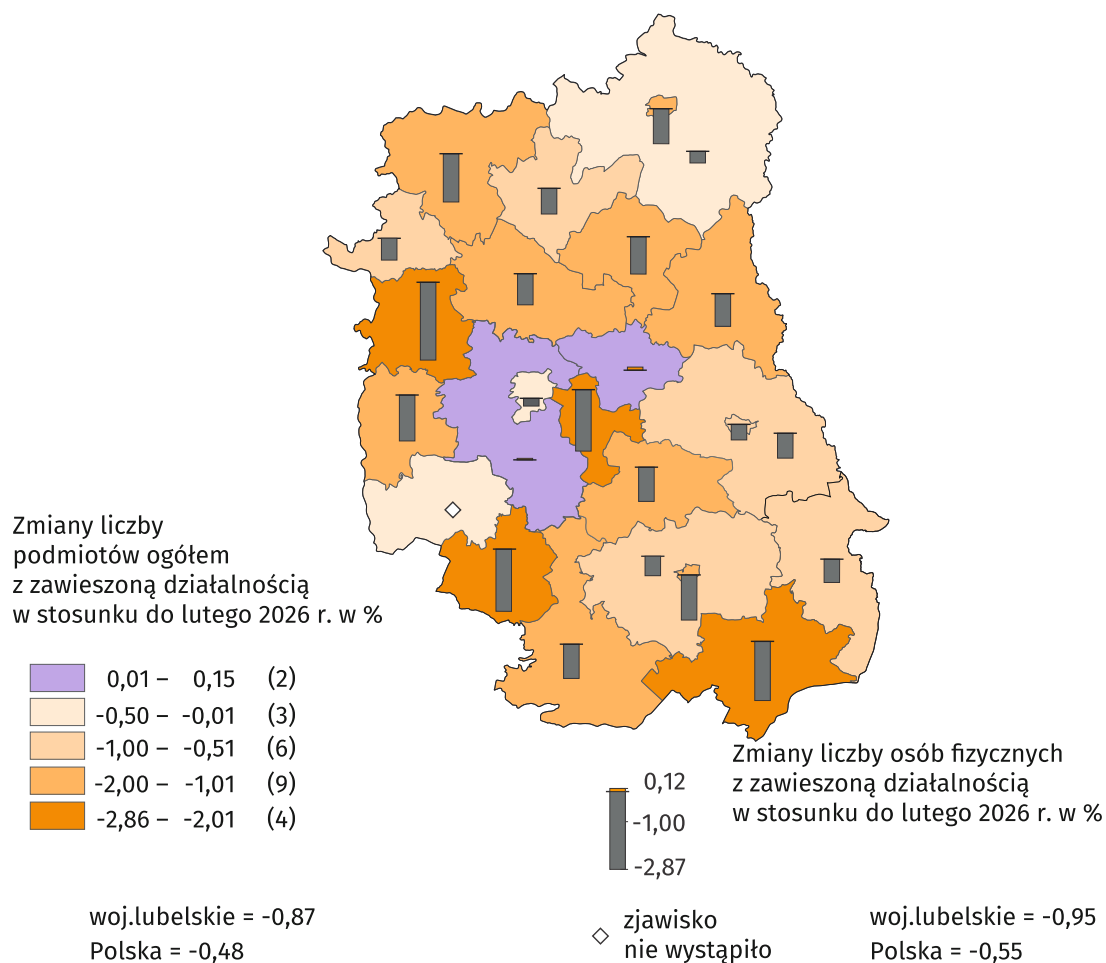 Zmiany liczby
podmiotów ogółem
z zawieszoną działalnością
w stosunku do lutego 2026 r. w %
0,01 – 0,15 (2)
-0,50 – -0,01 (3)
-1,00 – -0,51 (6)
-2,00 – -1,01 (9)
-2,86 – -2,01 (4)
woj.lubelskie = -0,87
Polska = -0,48
Zmiany liczby osób fizycznych
z zawieszoną działalnością
w stosunku do lutego 2026 r. w %
0,12
-1,00
-2,87
zjawisko
nie wystąpiło
woj.lubelskie = -0,95
Polska = -0,55